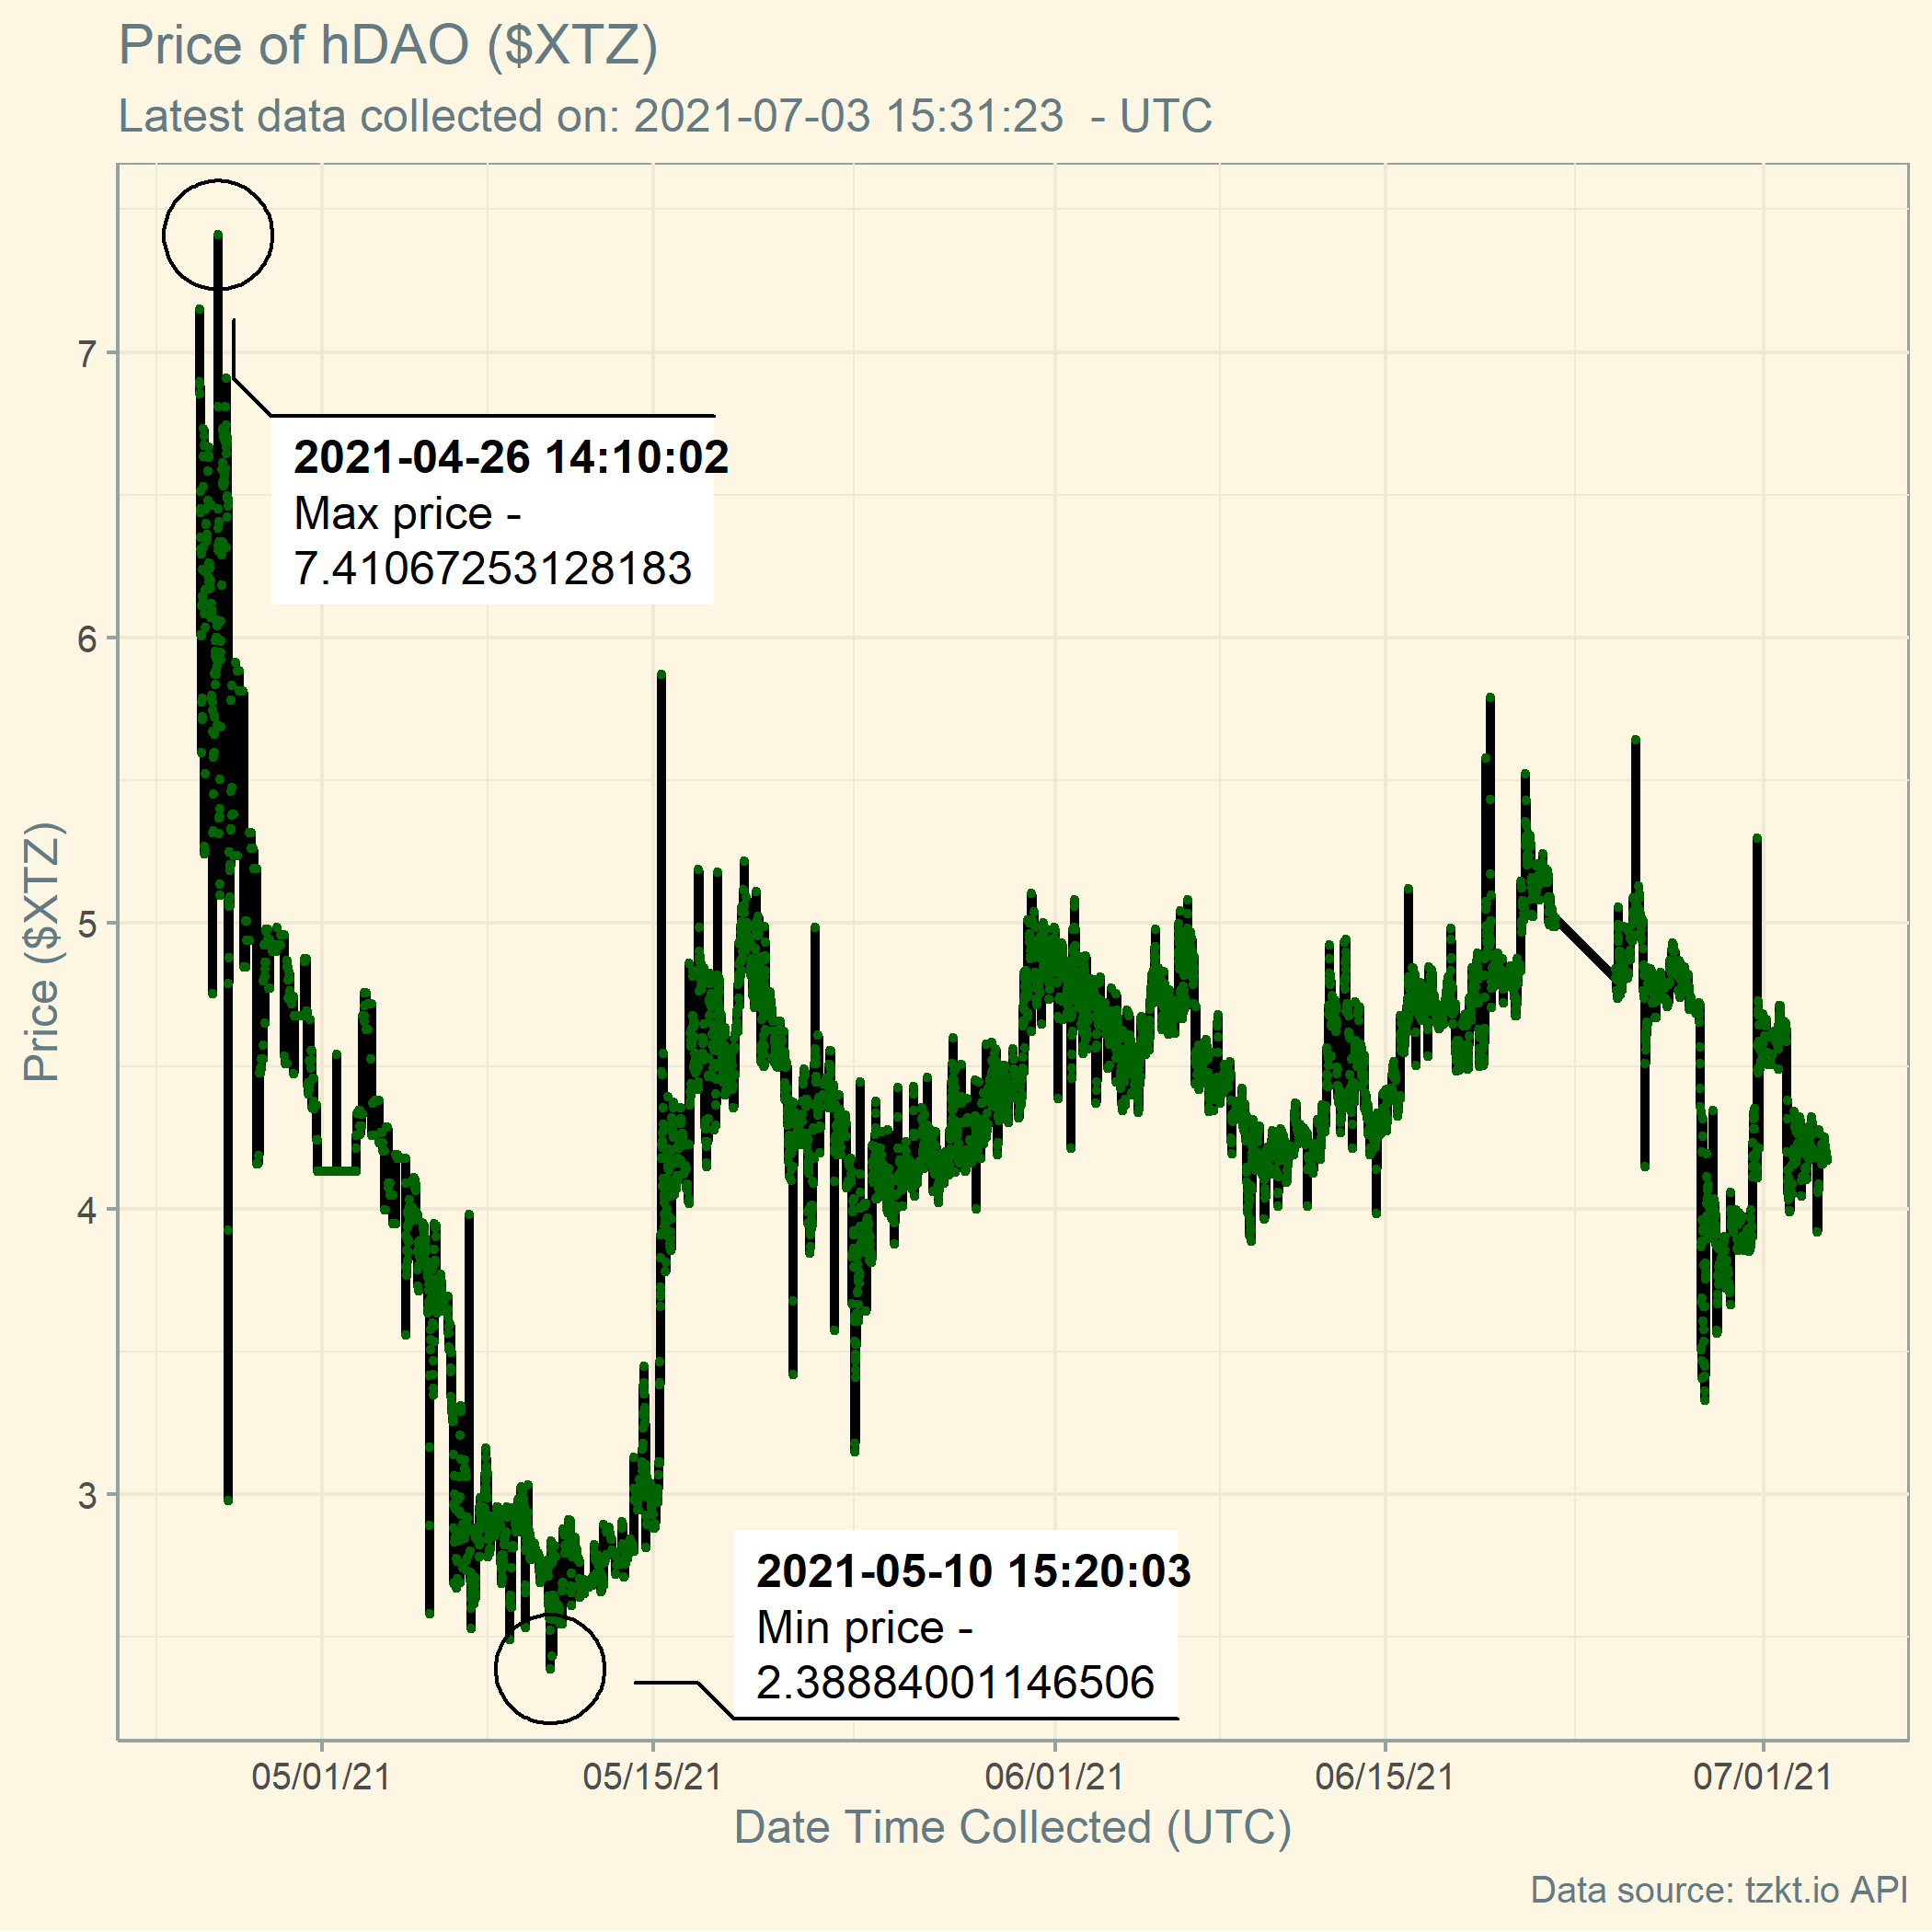 Price of hDAO ($XTZ)
Latest data collected on: 2021-07-03 15:31:23  - UTC
7
2021-04-26 14:10:02
Max price -
7.41067253128183
6
Price ($XTZ)
5
4
3
2021-05-10 15:20:03
Min price -
2.38884001146506
05/01/21 05/15/21 06/01/21 06/15/21 07/01/21
Date Time Collected (UTC)
Data source: tzkt.io API